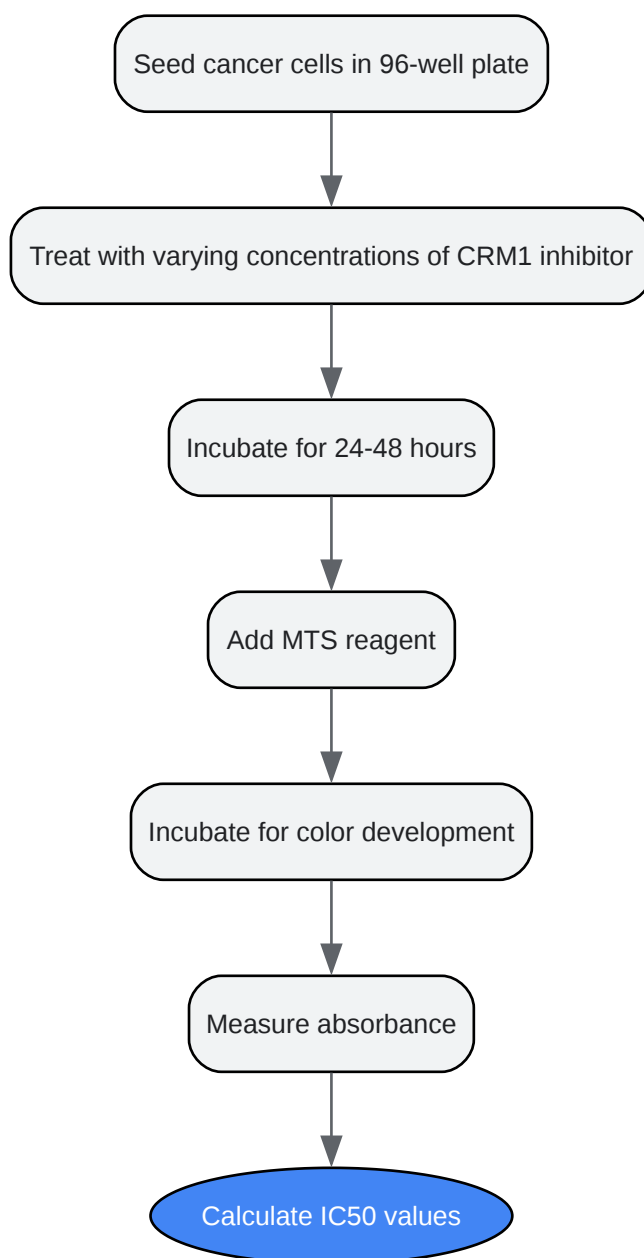 Seed cancer cells in 96-well plate
Treat with varying concentrations of CRM1 inhibitor
Incubate for 24-48 hours
Add MTS reagent
Incubate for color development
Measure absorbance
Calculate IC50 values